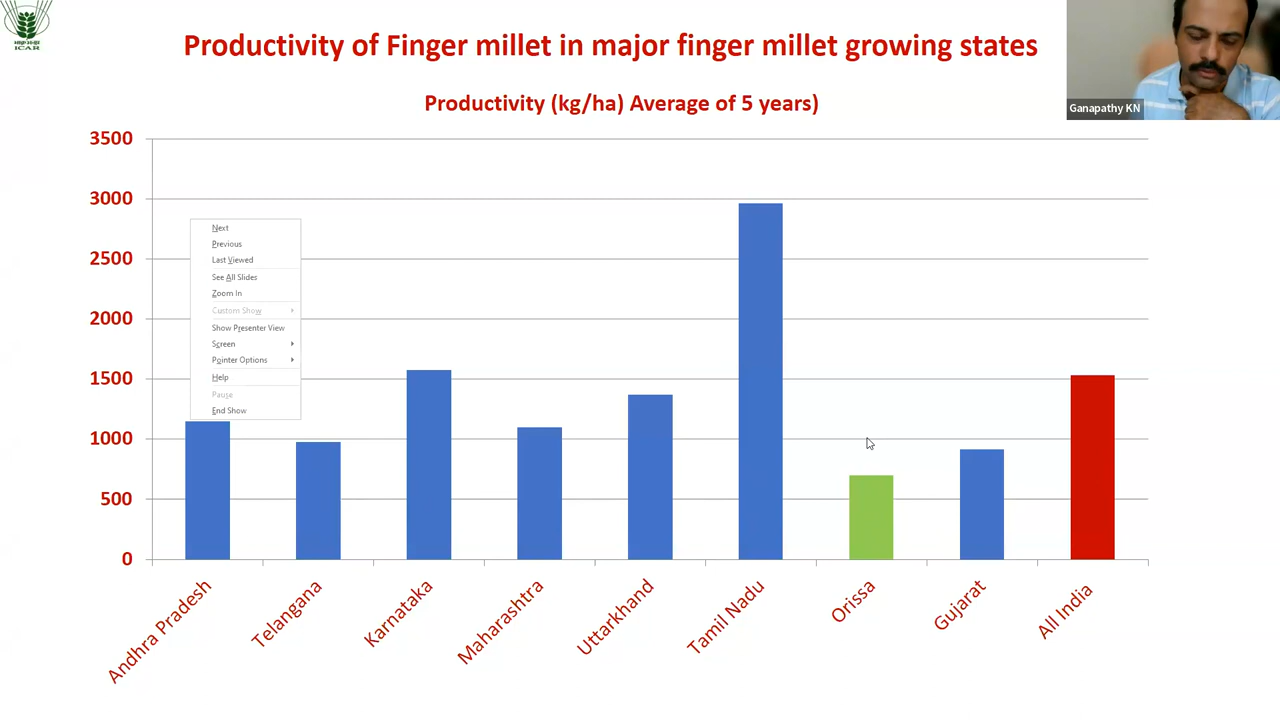 Productivity of Finger millet in major finger millet growing states
Ganapathy KN
ICAR
Productivity (kg/ha) Average of 5 years)
3500
3000
2500
2000
1500
1000
500
0
Next
Previous
Last Viewed
See All Slides
Zoom In
Custom Show
Show Presenter View
Screen
Pointer Options
Help
Pause
End Show
Andhra Pradesh
Telangana
Karnataka
Maharashtra
Uttarkhand
Tamil Nadu
Orissa
Gujarat
All India